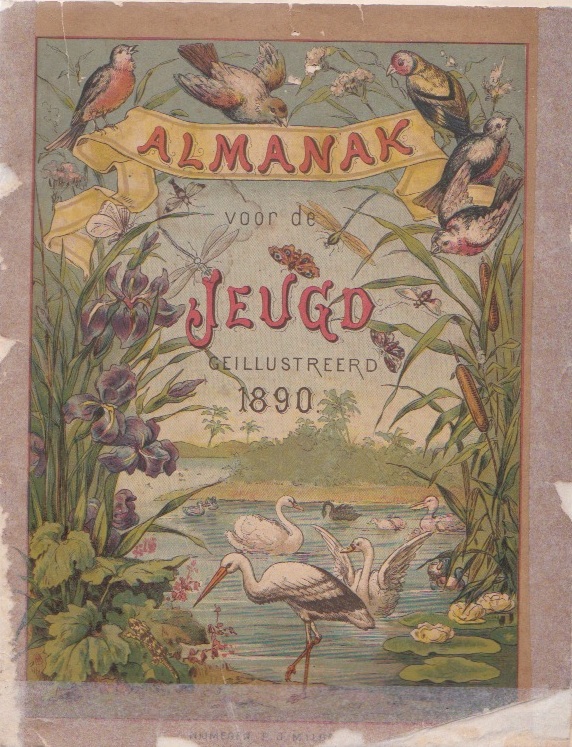 ALMANAK
voor de
JEUGD
GEILLUSTREERD
1890.